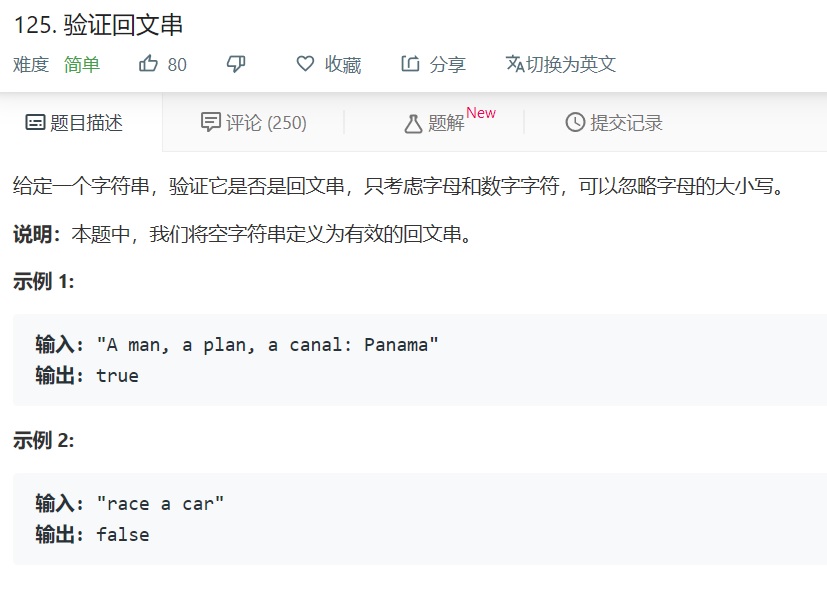 125. 验证回文串
难度 简单 80 收藏 分享 切换为英文
题目描述 评论 (250) 题解 New 提交记录
给定一个字符串，验证它是否是回文串，只考虑字母和数字字符，可以忽略字母的大小写。
说明：本题中，我们将空字符串定义为有效的回文串。
示例 1:
输入: "A man, a plan, a canal: Panama"
输出: true
示例 2:
输入: "race a car"
输出: false